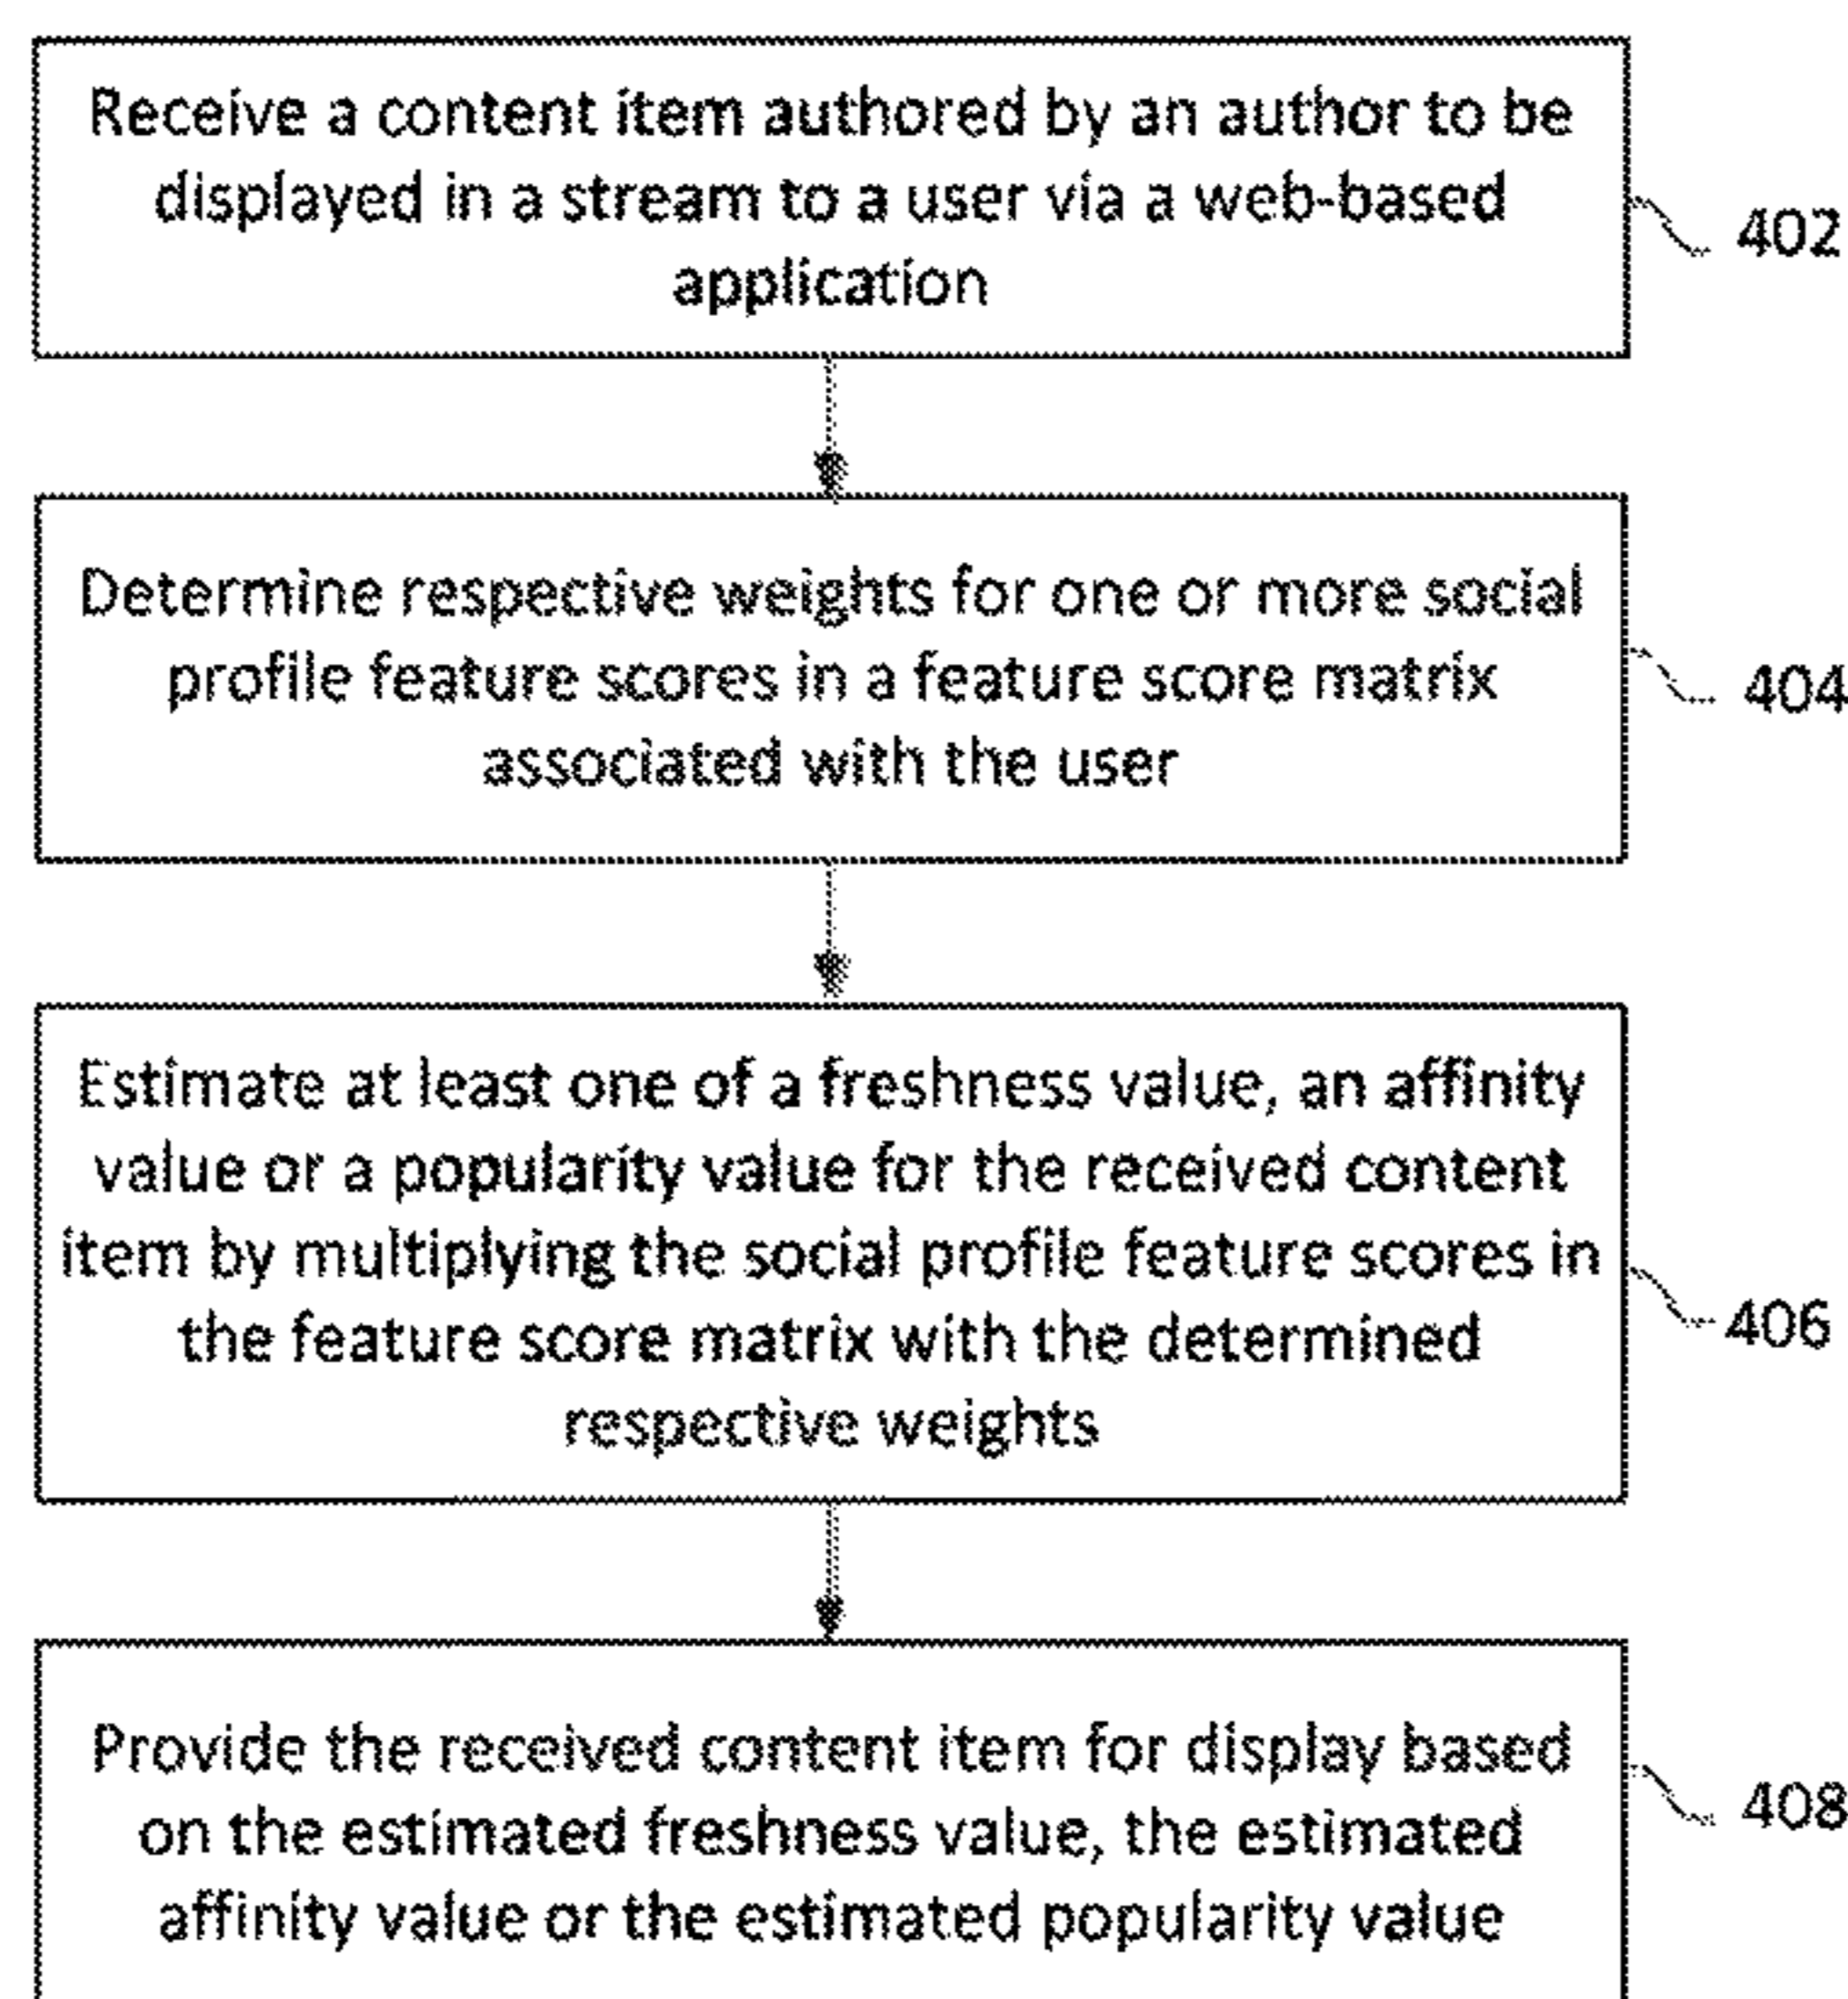 Receive a content item authored by an author to be
displayed in a stream to a user via a web-based
application
402
Determine respective weights for one or more social
profile feature scores in a feature score matrix
associated with the user
404
Estimate at least one of a freshness value, an affinity
value or a popularity value for the received content
item by multiplying the social profile feature scores in
the feature score matrix with the determined
respective weights
406
Provide the received content item for display based
on the estimated freshness value, the estimated
affinity value or the estimated popularity value
408